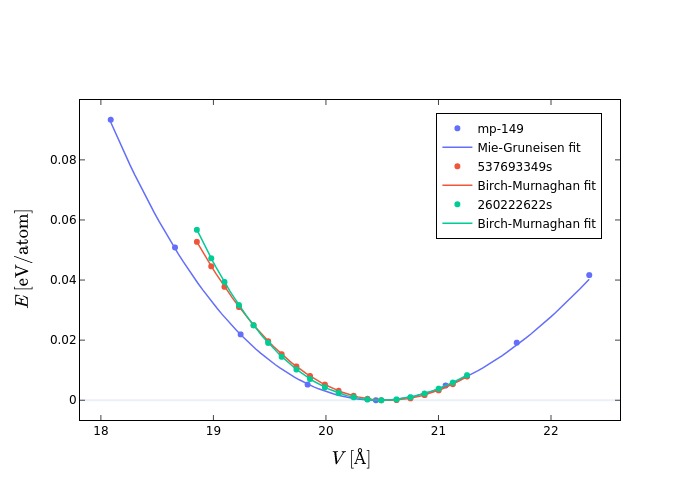 mp-149
Mie-Gruneisen fit
537693349s
Birch-Murnaghan fit
260222622s
Birch-Murnaghan fit
0.08
0.06
0.04
0.02
0
E [eV/atom]
18 19 20 21 22
V [Å]